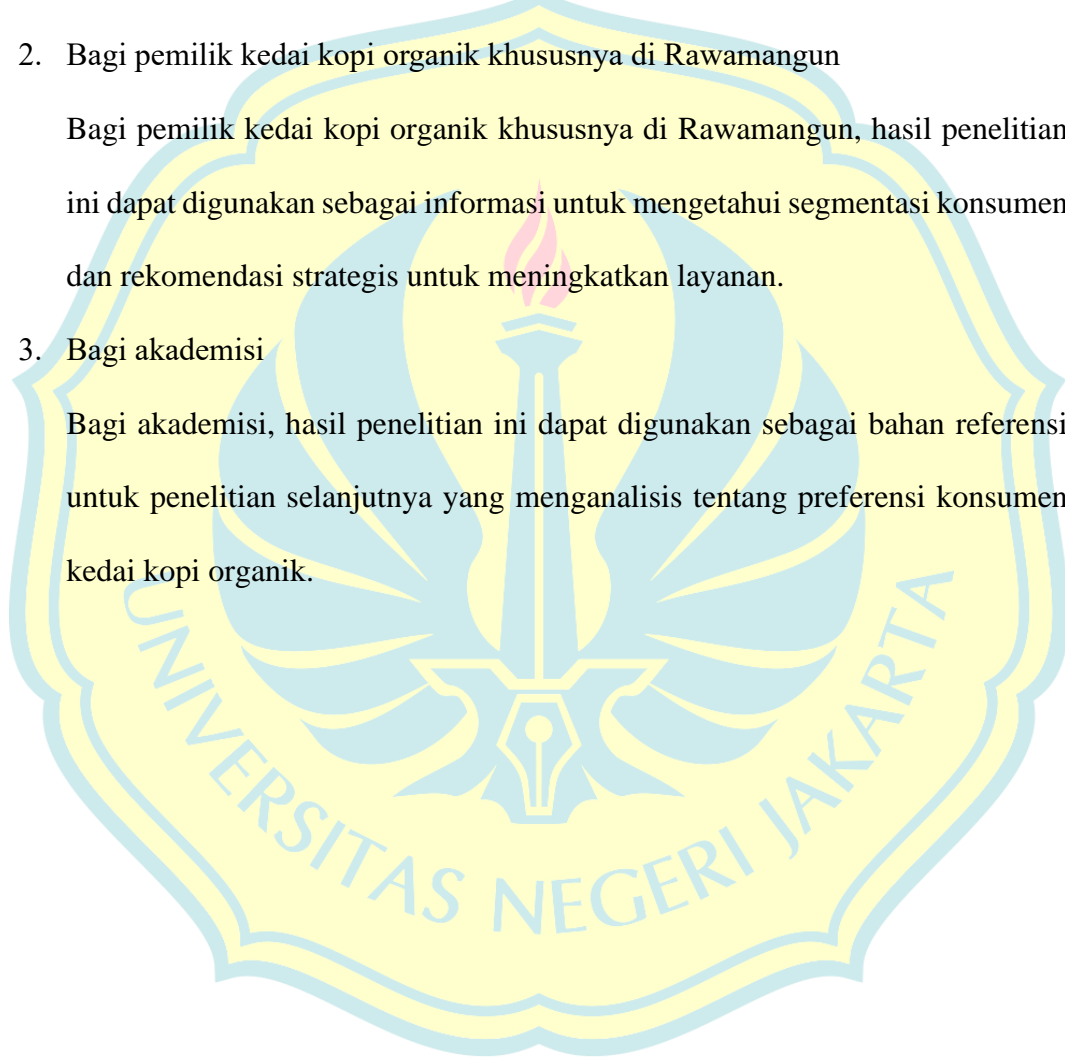 2. Bagi pemilik kedai kopi organik khususnya di Rawamangun
Bagi pemilik kedai kopi organik khususnya di Rawamangun, hasil penelitian
ini dapat digunakan sebagai informasi untuk mengetahui segmentasi konsumen
dan rekomendasi strategis untuk meningkatkan layanan.
3. Bagi akademisi
Bagi akademisi, hasil penelitian ini dapat digunakan sebagai bahan referensi
untuk penelitian selanjutnya yang menganalisis tentang preferensi konsumen
kedai kopi organik.
UNIVERSITAS NEGERI JAKARTA